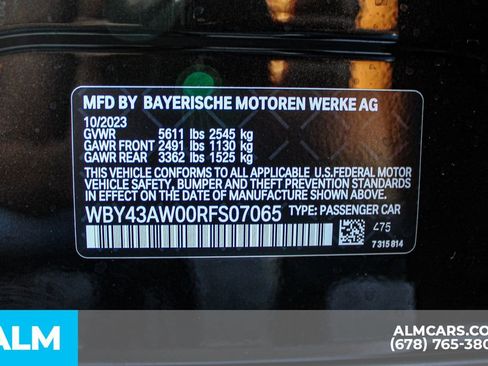 MFD BY BAYERISCHE MOTOREN WERKE AG
10/2023
GVWR 5611 lbs 2545 kg
GAWR FRONT 2491 lbs 1130 kg
GAWR REAR 3362 lbs 1525 kg
THIS VEHICLE CONFORMS TO ALL APPLICABLE U.S.FEDERAL MOTOR
VEHICLE SAFETY, BUMPER AND THEFT PREVENTION STANDARDS IN
EFFECT ON THE DATE OF MANUFACTURE SHOWN ABOVE.
WBY43AW00RFS07065 TYPE: PASSENGER CAR
475
7315814
ALM
ALMCARS.CO
(678) 765-380